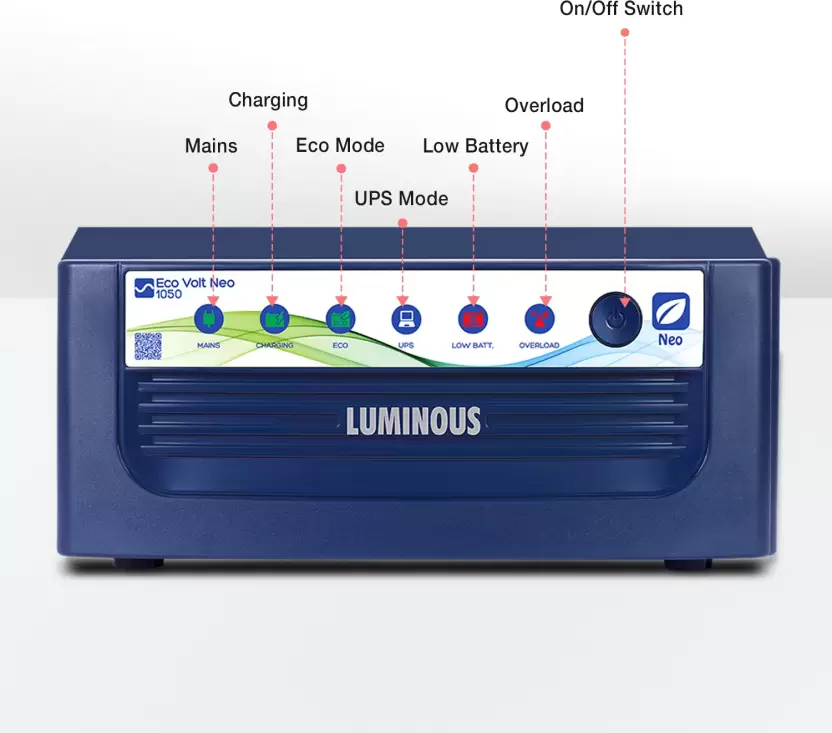 On/Off Switch
Charging
Overload
Mains
Eco Mode
Low Battery
UPS Mode
Eco Volt Neo
1050
MAINS
CHARGING
ECO
UPS
LOW BATT.
OVERLOAD
Neo
LUMINOUS